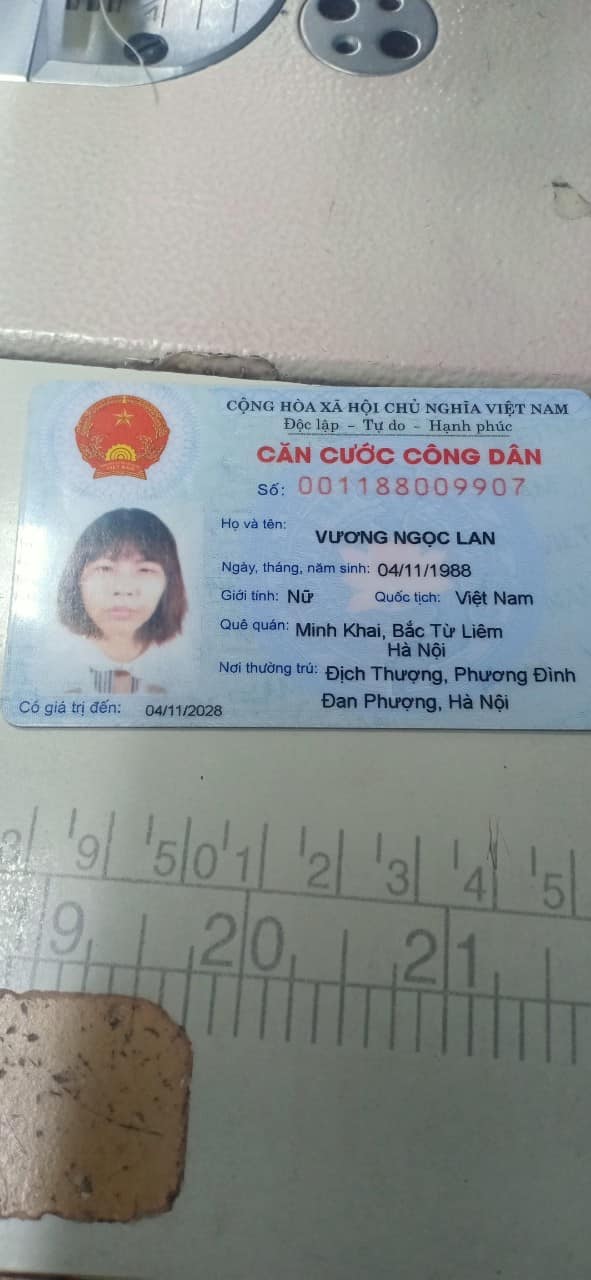 CỘNG HÒA XÃ HỘI CHỦ NGHĨA VIỆT NAM
Độc lập - Tự do - Hạnh phúc
CĂN CƯỚC CÔNG DÂN
Số: 001188009907
Họ và tên:
VƯƠNG NGỌC LAN
Ngày, tháng, năm sinh: 04/11/1988
Giới tính: Nữ Quốc tịch: Việt Nam
Quê quán: Minh Khai, Bắc Từ Liêm
Hà Nội
Nơi thường trú: Địch Thượng, Phương Đình
Đan Phượng, Hà Nội
Có giá trị đến: 04/11/2028
9 50 1 2 3 4 5
19 20 21